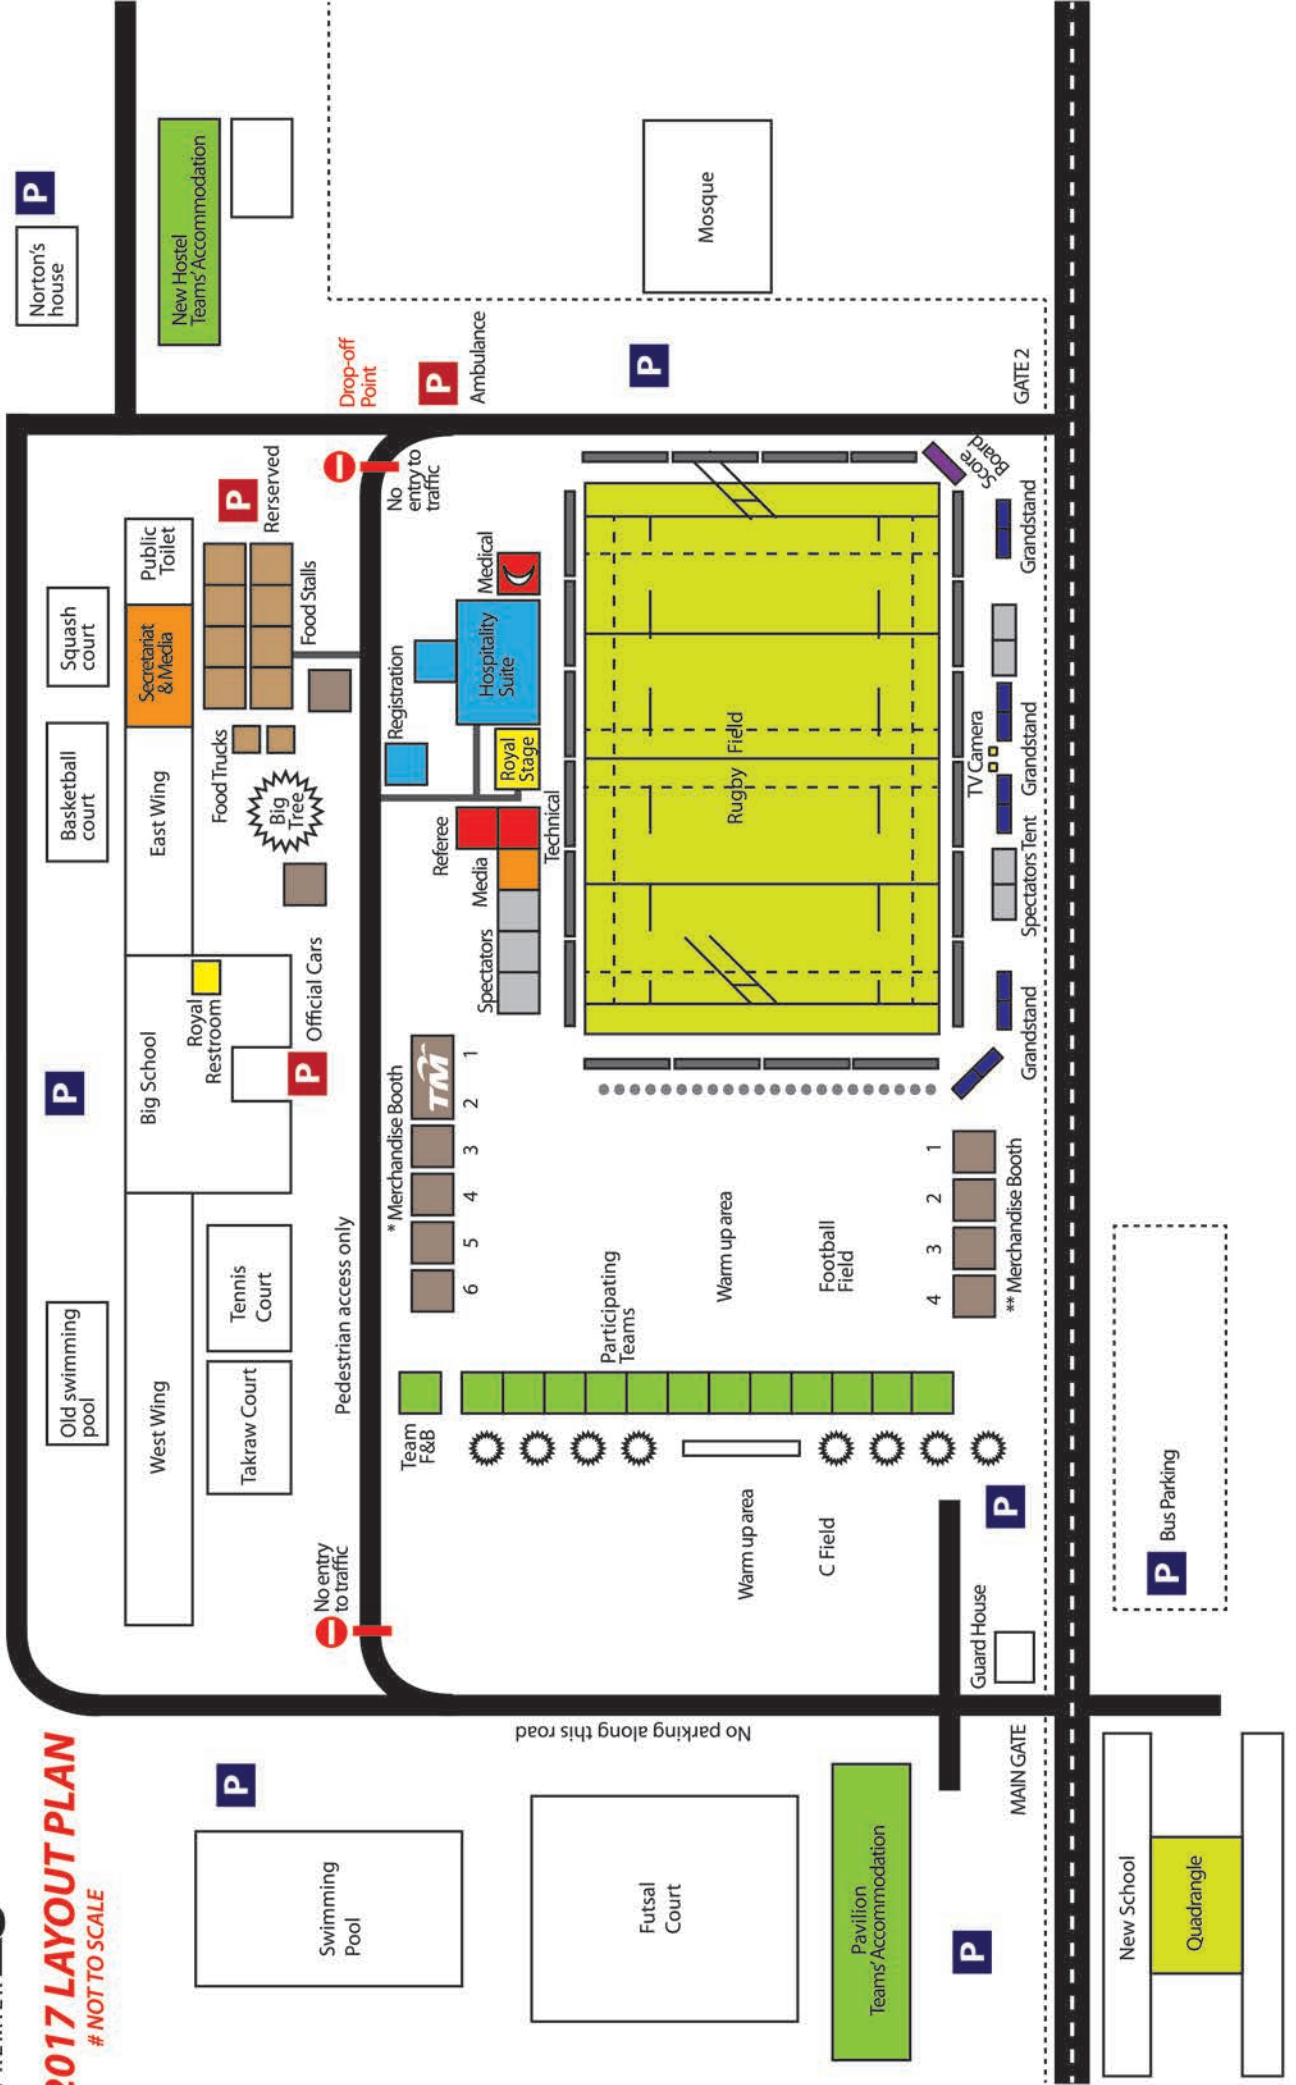 2017 LAYOUT PLAN
# NOT TO SCALE
P
Norton's
house
P
New Hostel
Teams' Accommodation
Squash
court
Basketball
court
P
Old swimming
pool
Public
Toilet
Secretariat
& Media
East Wing
Big School
West Wing
P
Rerserved
Food Stalls
Food Trucks
Big
Tree
Royal
Restroom
Official Cars
P
Tennis
Court
Takraw Court
Pedestrian access only
No entry
to traffic
Drop-off
Point
P
Ambulance
No
entry to
traffic
P
Mosque
GATE 2
Registration
Hospitality
Suite
Medical
Royal
Stage
Referee
Technical
Media
Spectators
* Merchandise Booth
TM
1
2
3
4
5
6
Team
F&B
Participating
Teams
Warm up area
Football
Field
Warm up area
C Field
Rugby Field
Score
Board
Grandstand
TV Camera
Grandstand
Spectators Tent
Grandstand
1
2
3
4
** Merchandise Booth
P
Guard House
No parking along this road
P
Swimming
Pool
Futsal
Court
Pavilion
Teams' Accommodation
P
MAIN GATE
P
Bus Parking
New School
Quadrangle